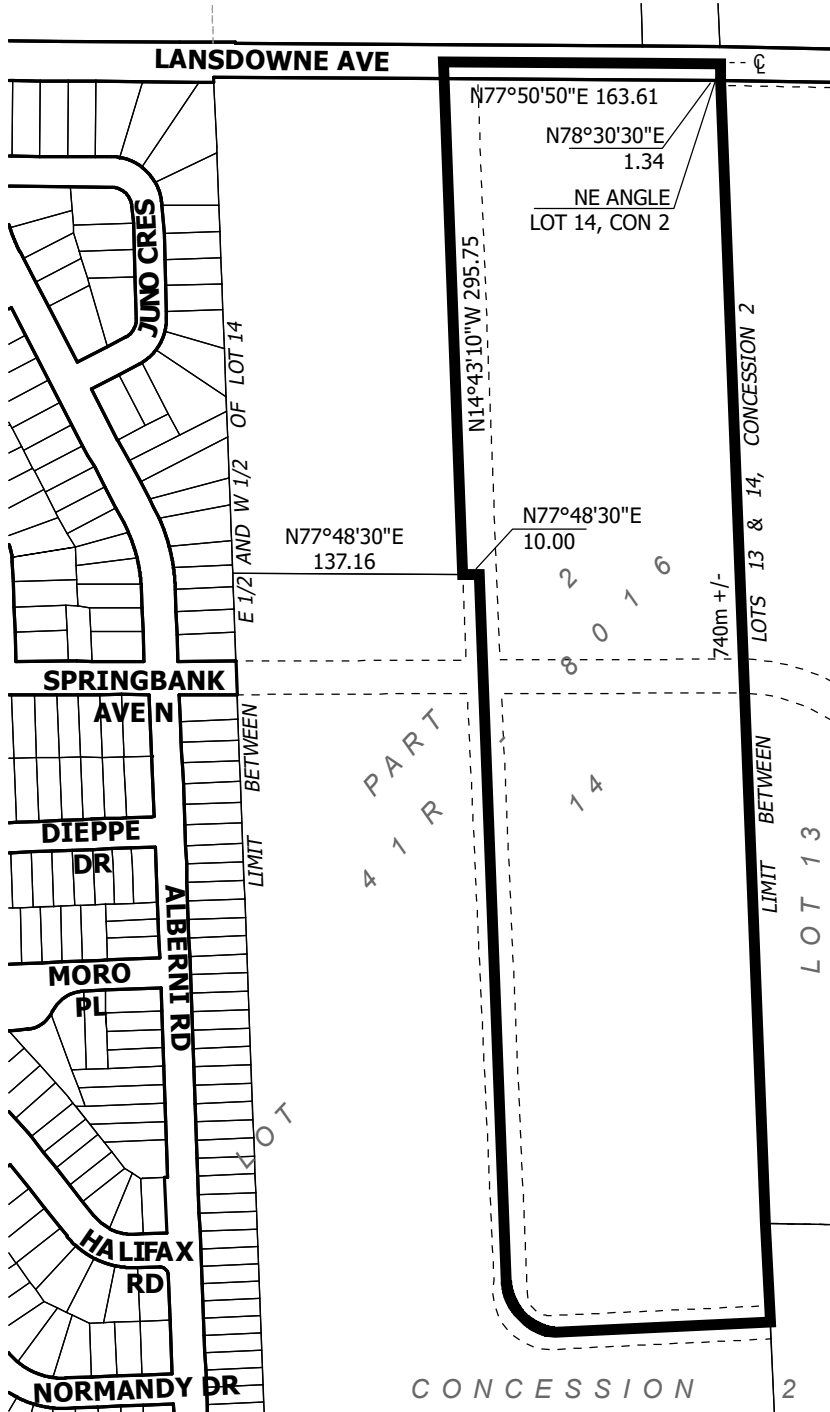 LANSDOWNE AVE
℄
N77°50'50"E 163.61
N78°30'30"E
1.34
NE ANGLE
LOT 14, CON 2
JUNO CRES
N14°43'10"W 295.75
E 1/2 AND W 1/2 OF LOT 14
LIMIT BETWEEN
LIMIT BETWEEN LOTS 13 & 14, CONCESSION 2
N77°48'30"E
137.16
N77°48'30"E
10.00
740m +/-
SPRINGBANK
AVE N
PART 2
41R - 8016
DIEPPE
DR
ALBERNI RD
MORO
PL
LOT 14
LOT 13
HALIFAX
RD
NORMANDY DR
CONCESSION 2